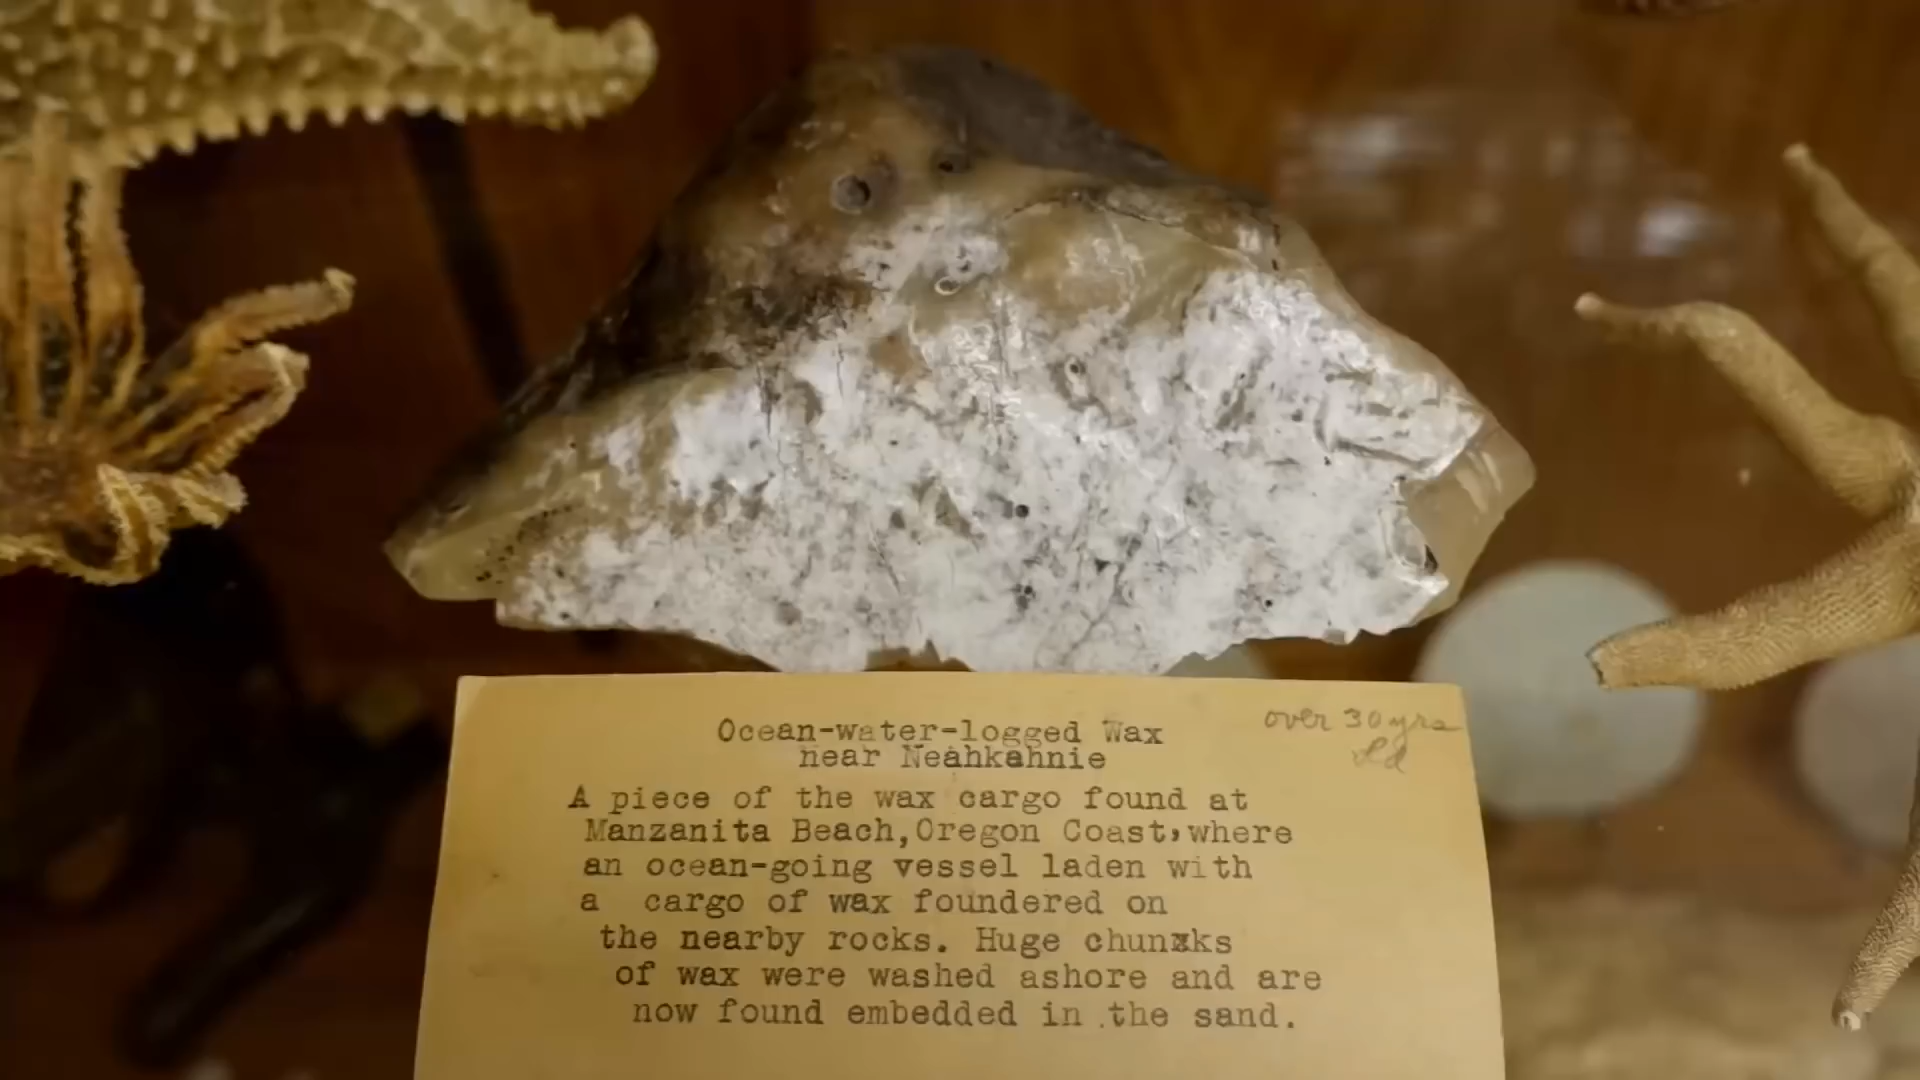 Ocean-water-logged Wax
near Neahkahnie
over 30 yrs
A piece of the wax cargo found at
Manzanita Beach,Oregon Coast,where
an ocean-going vessel laden with
a cargo of wax foundered on
the nearby rocks. Huge chunxks
of wax were washed ashore and are
now found embedded in .the sand.